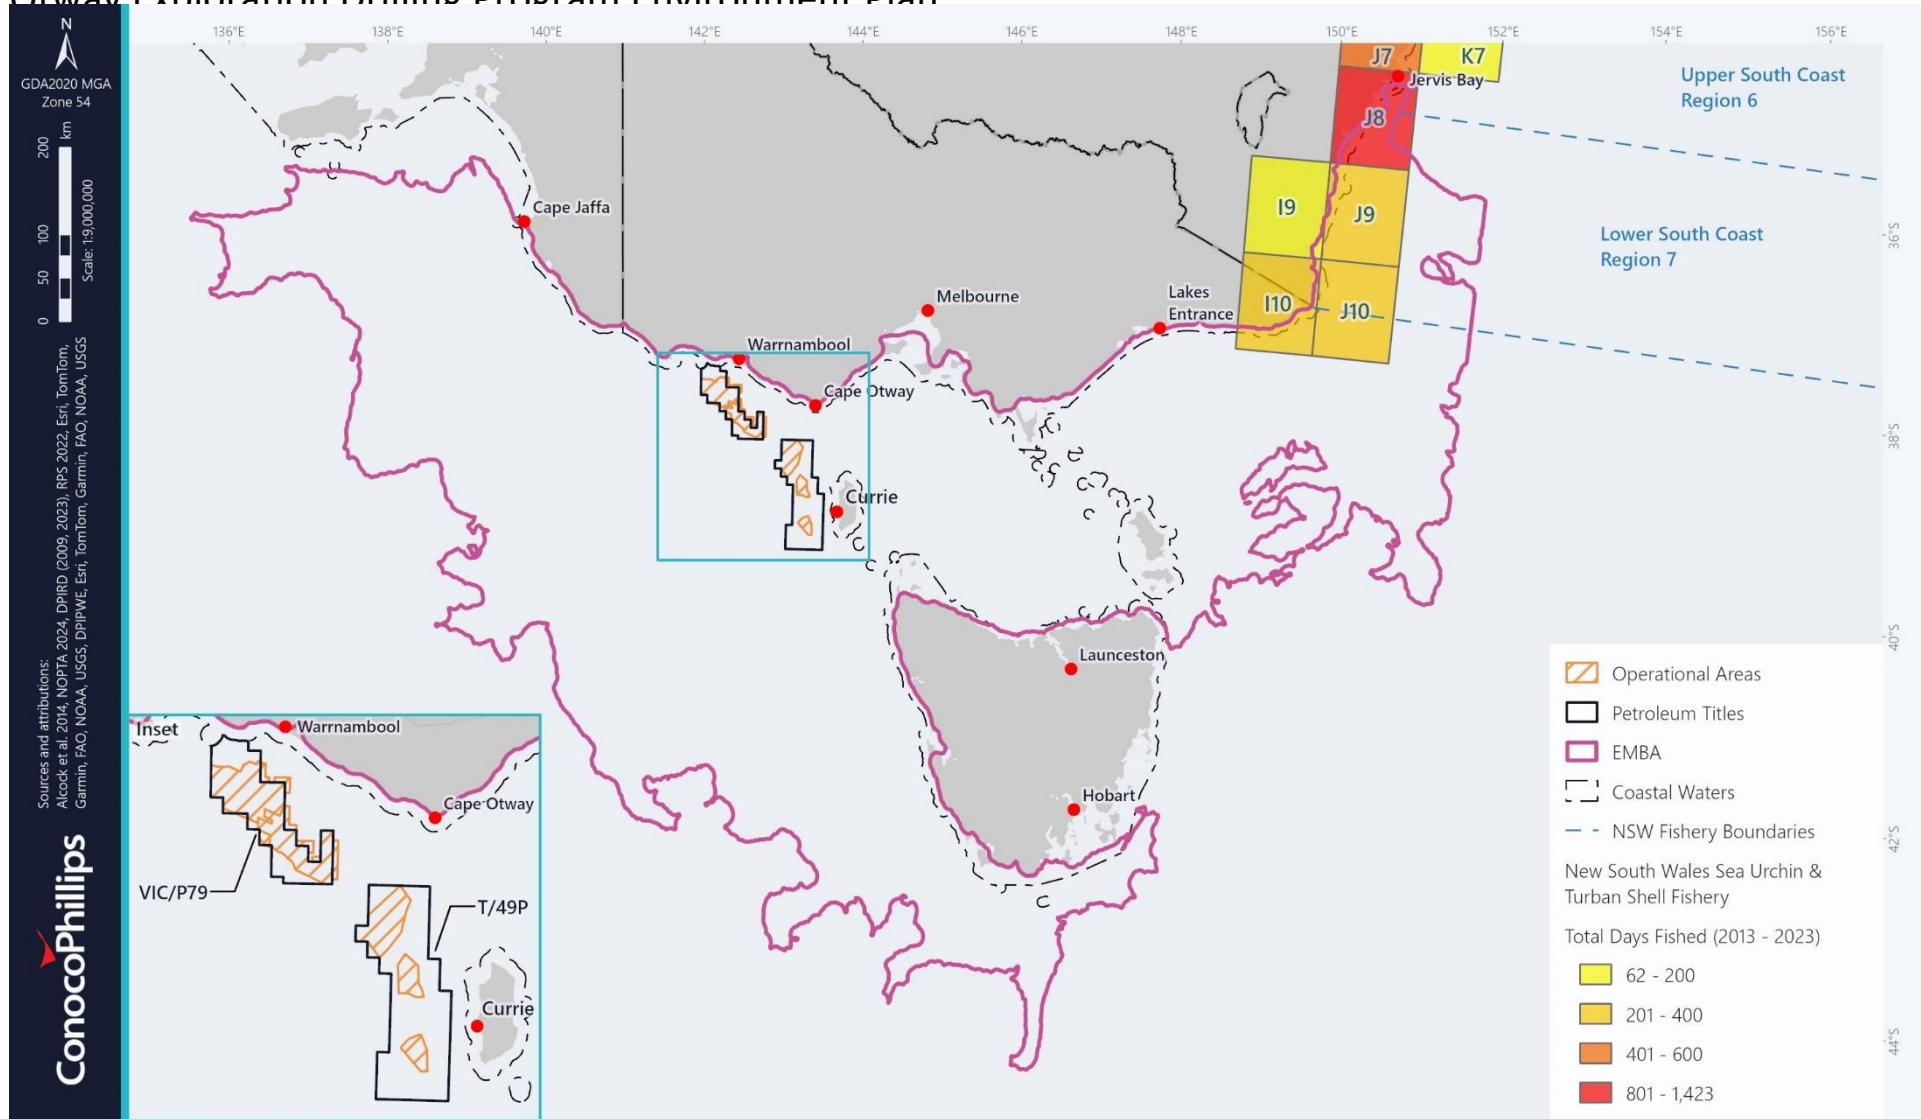 Otway Exploration Drilling Program Environment Plan
136°E 138°E 140°E 142°E 144°E 146°E 148°E 150°E 152°E 154°E 156°E
N
GDA2020 MGA
Zone 54
0 50 100 200 km
Scale: 1:9,000,000
Sources and attributions:
Alcock et al. 2014, NOPTA 2024, DPIRD (2009, 2023), RPS 2022, Esri, TomTom,
Garmin, FAO, NOAA, USGS, DPIPWE, Esri, TomTom, Garmin, FAO, NOAA, USGS
ConocoPhillips
J7
K7
Jervis Bay
J8
Upper South Coast
Region 6
I9
J9
Lower South Coast
Region 7
I10
J10
36°S
38°S
40°S
42°S
44°S
Cape Jaffa
Melbourne
Lakes
Entrance
Warrnambool
Cape Otway
Currie
Launceston
Hobart
Inset
Warrnambool
Cape Otway
VIC/P79
T/49P
Currie
Operational Areas
Petroleum Titles
EMBA
Coastal Waters
NSW Fishery Boundaries
New South Wales Sea Urchin &
Turban Shell Fishery
Total Days Fished (2013 - 2023)
62 - 200
201 - 400
401 - 600
801 - 1,423